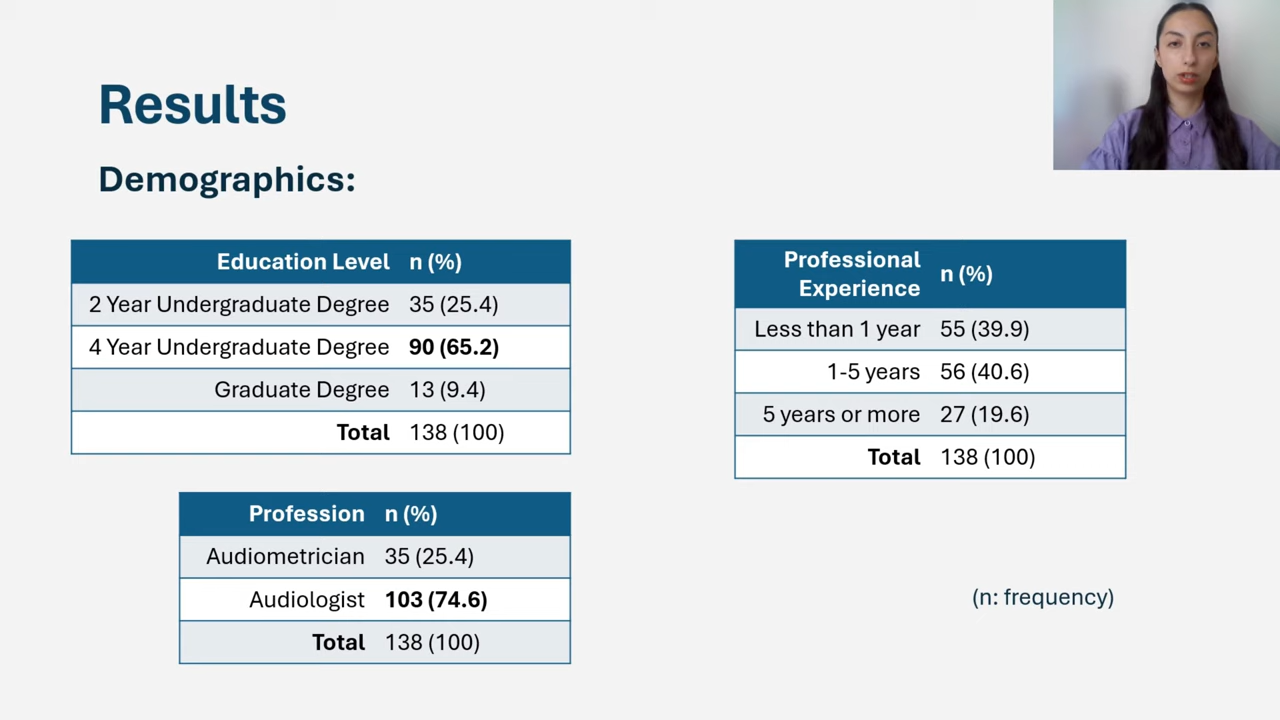 Results
Demographics:
Education Level n (%)
2 Year Undergraduate Degree 35 (25.4)
4 Year Undergraduate Degree 90 (65.2)
Graduate Degree 13 (9.4)
Total 138 (100)
Profession n (%)
Audiometrician 35 (25.4)
Audiologist 103 (74.6)
Total 138 (100)
Professional
Experience n (%)
Less than 1 year 55 (39.9)
1-5 years 56 (40.6)
5 years or more 27 (19.6)
Total 138 (100)
(n: frequency)